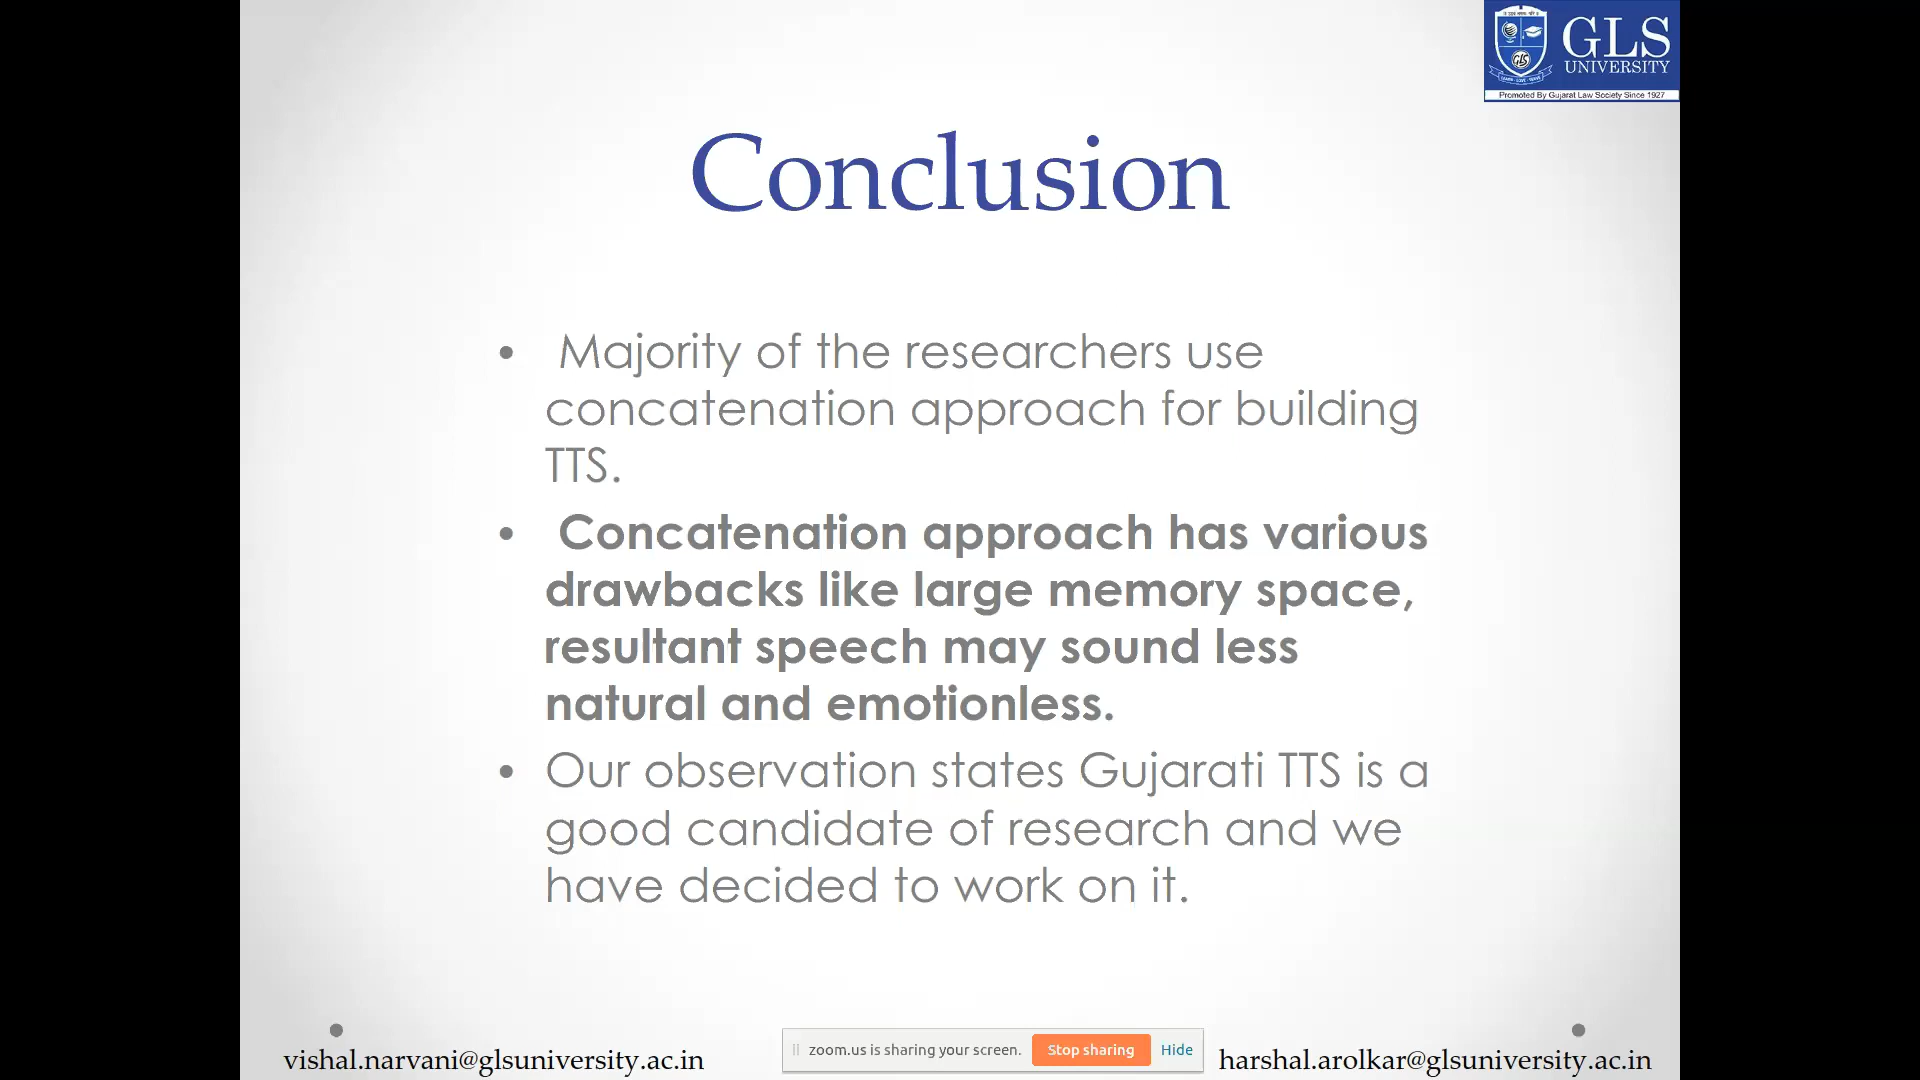 GLS
UNIVERSITY
GLS
Promoted By Gujarat Law Society Since 1927
Conclusion
• Majority of the researchers use
concatenation approach for building
TTS.
• Concatenation approach has various
drawbacks like large memory space,
resultant speech may sound less
natural and emotionless.
• Our observation states Gujarati TTS is a
good candidate of research and we
have decided to work on it.
vishal.narvani@glsuniversity.ac.in
zoom.us is sharing your screen. Stop sharing Hide
harshal.arolkar@glsuniversity.ac.in